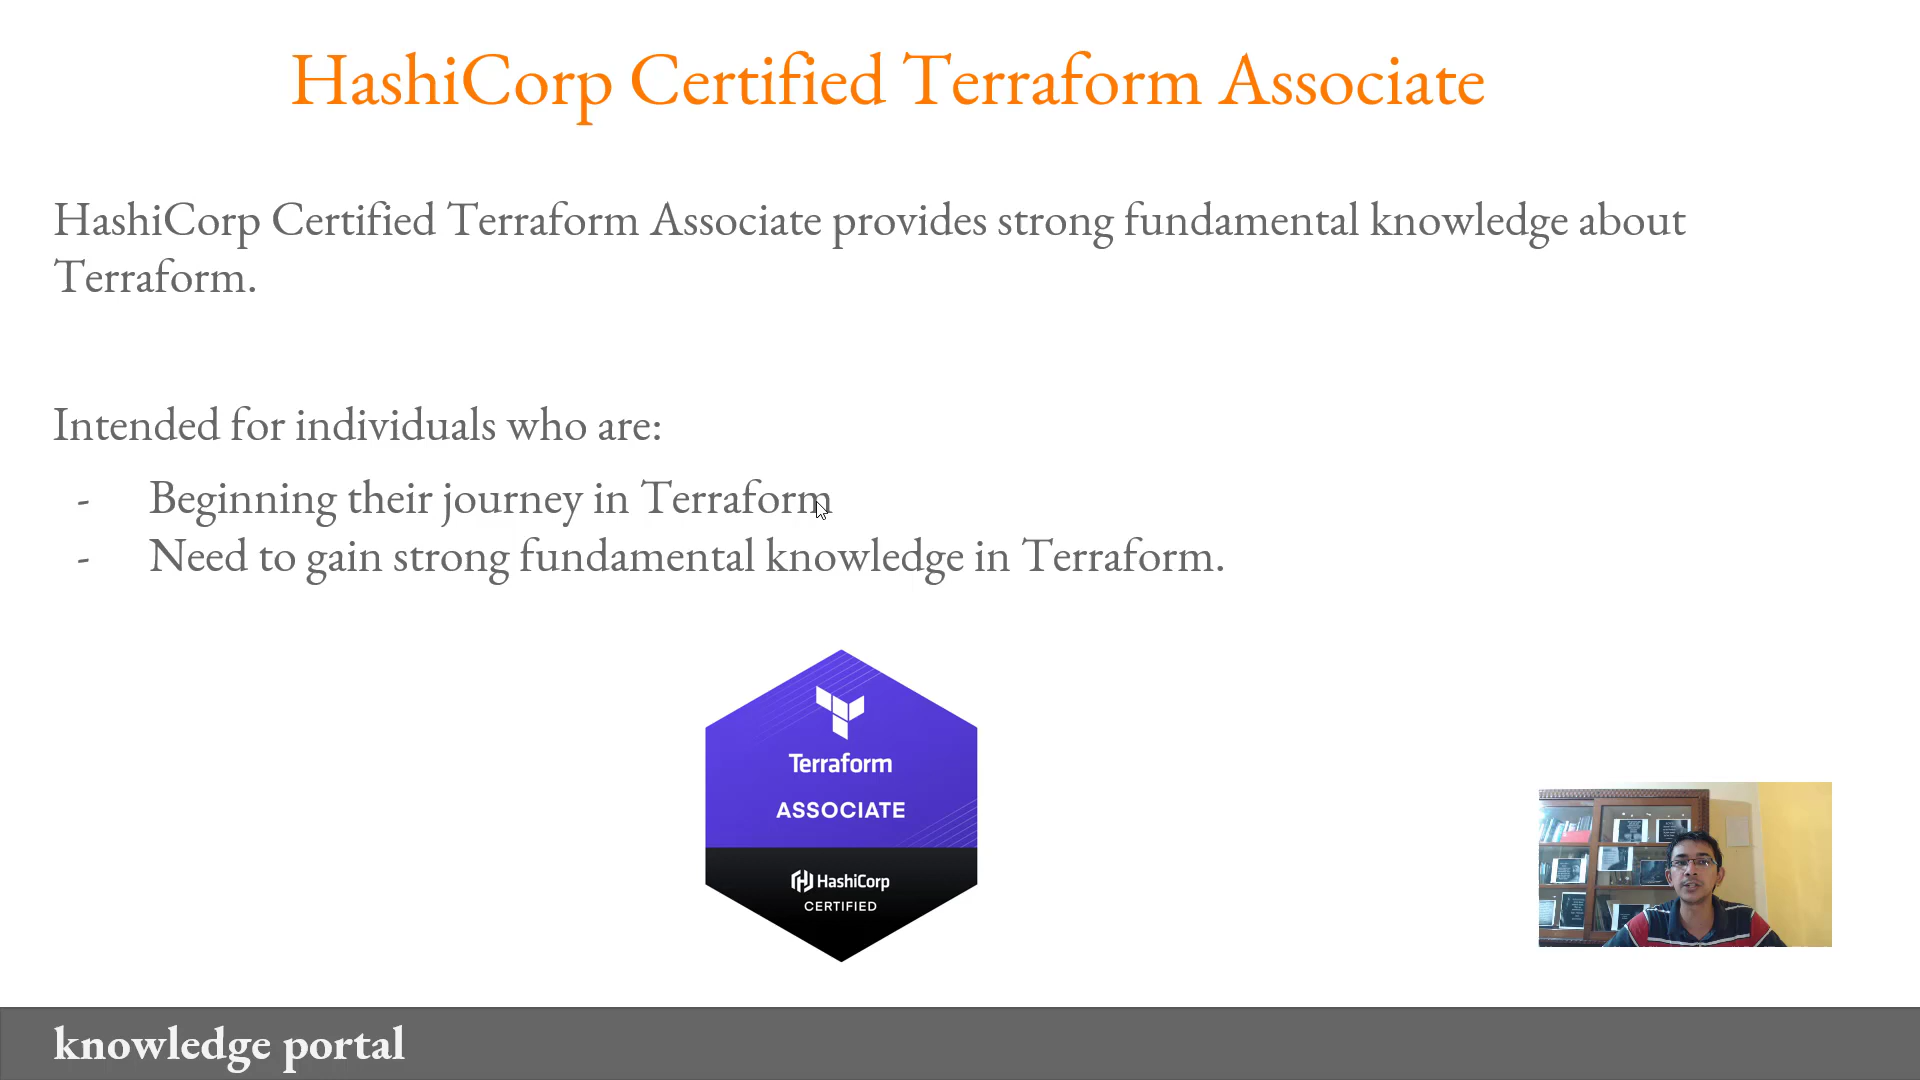 HashiCorp Certified Terraform Associate
HashiCorp Certified Terraform Associate provides strong fundamental knowledge about
Terraform.
Intended for individuals who are:
- Beginning their journey in Terraform
- Need to gain strong fundamental knowledge in Terraform.
Terraform
ASSOCIATE
HashiCorp
CERTIFIED
knowledge portal